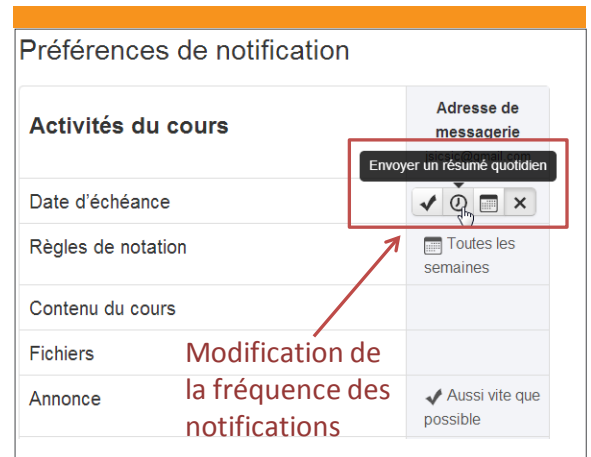 Préférences de notification
Activités du cours
Adresse de
messagerie
Envoyer un résumé quotidien
Date d'échéance
Règles de notation
Toutes les
semaines
Contenu du cours
Fichiers
Annonce
Aussi vite que
possible
Modification de
la fréquence des
notifications